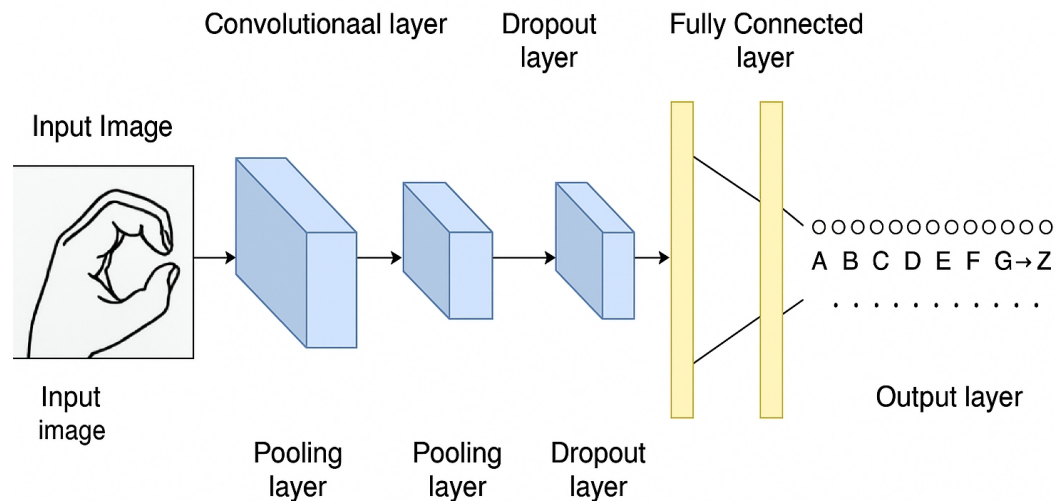 Convolutionaal layer
Dropout
layer
Fully Connected
layer
Input Image
A B C D E F G→Z
Input
image
Output layer
Pooling
layer
Pooling
layer
Dropout
layer